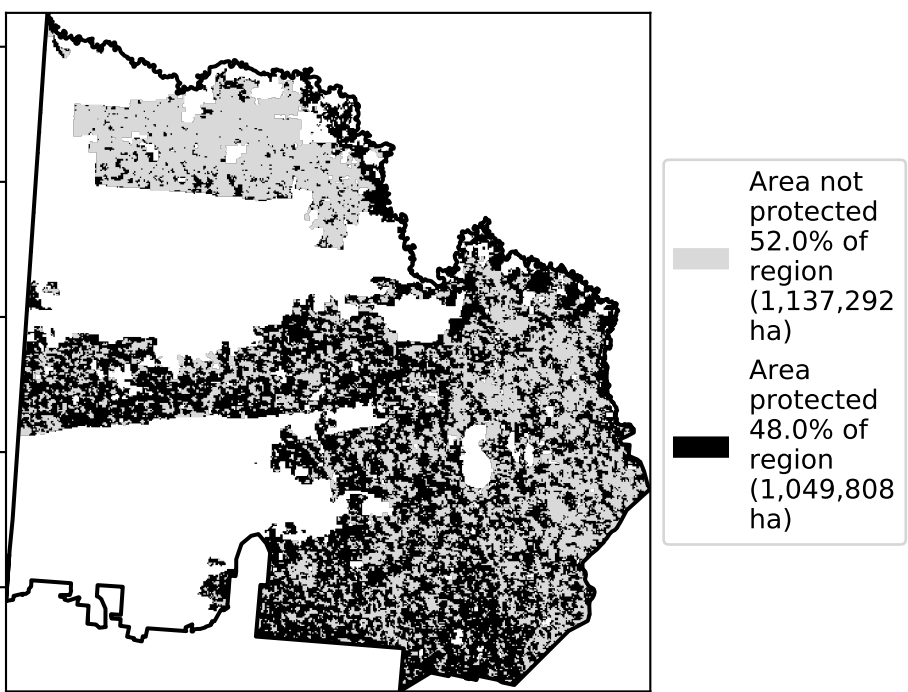 Area not
protected
52.0% of
region
(1,137,292
ha)
Area
protected
48.0% of
region
(1,049,808
ha)